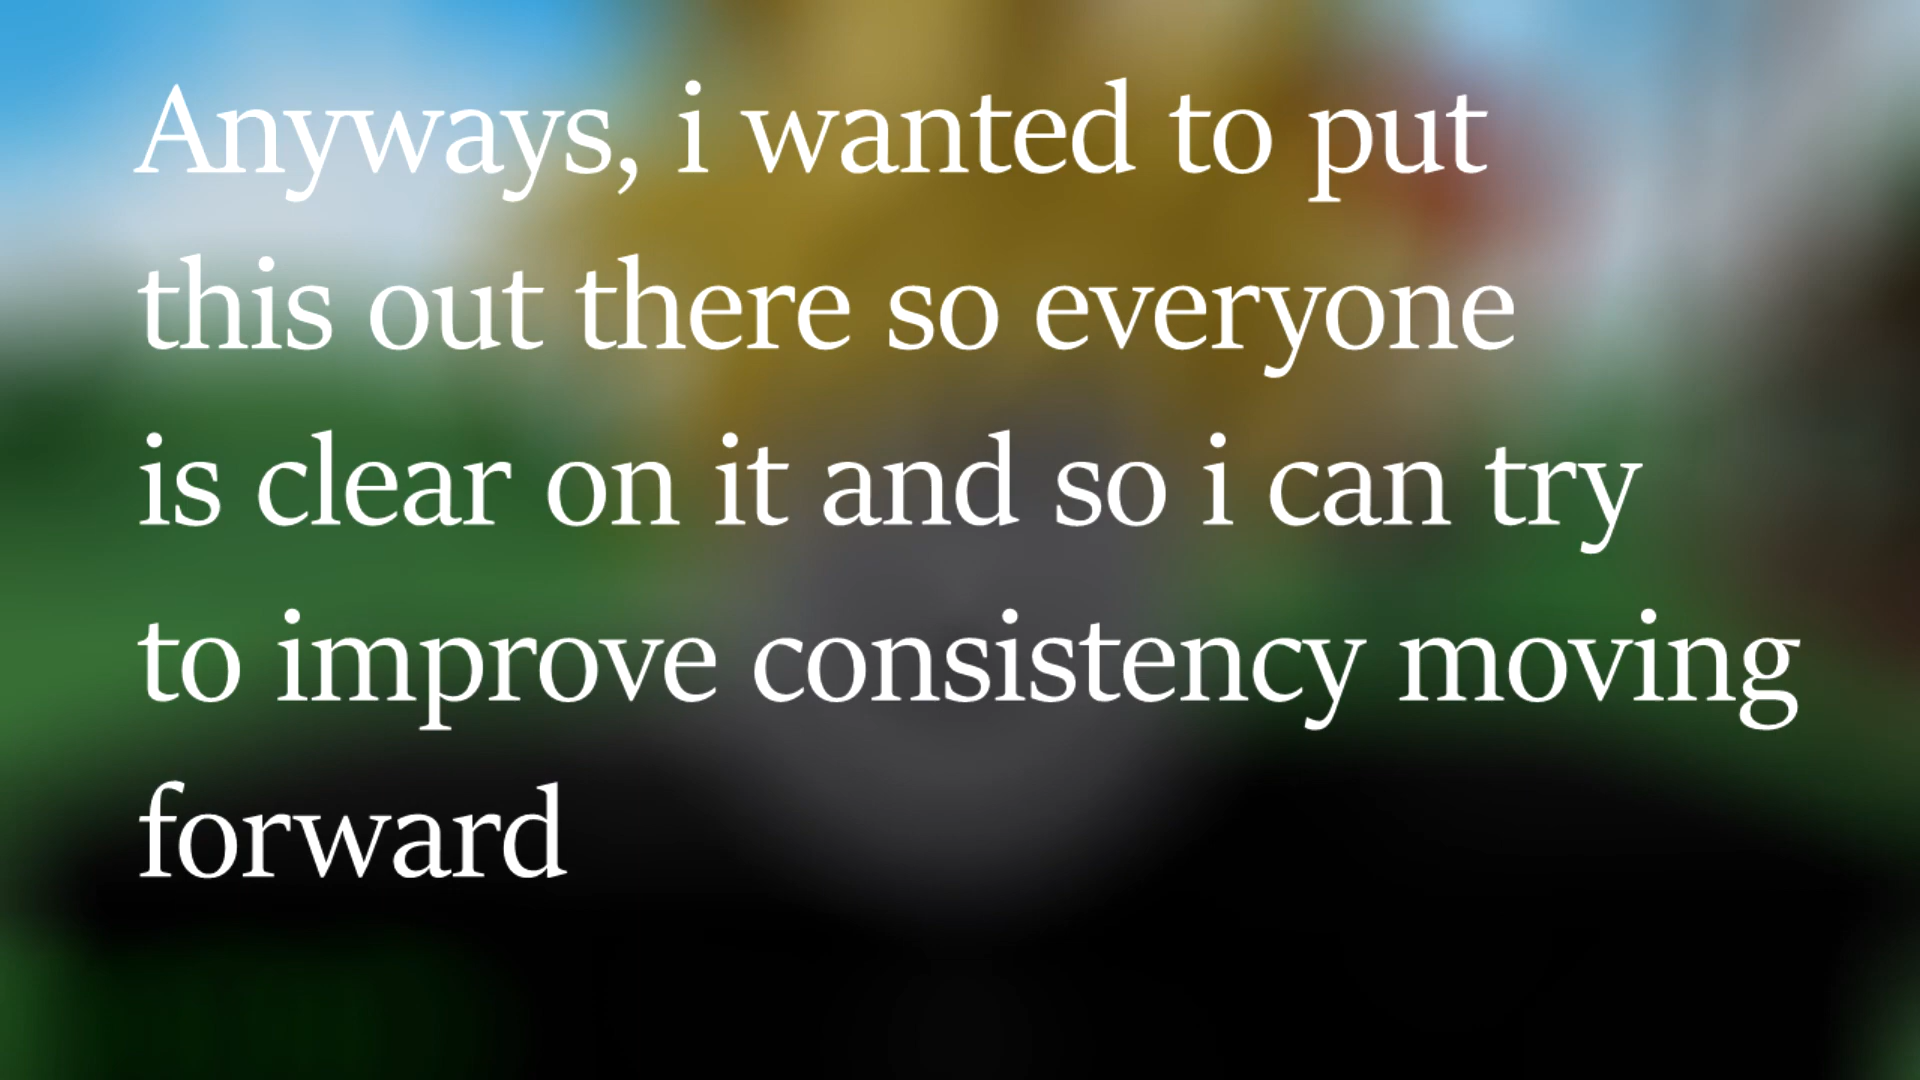 Anyways, i wanted to put
this out there so everyone
is clear on it and so i can try
to improve consistency moving
forward